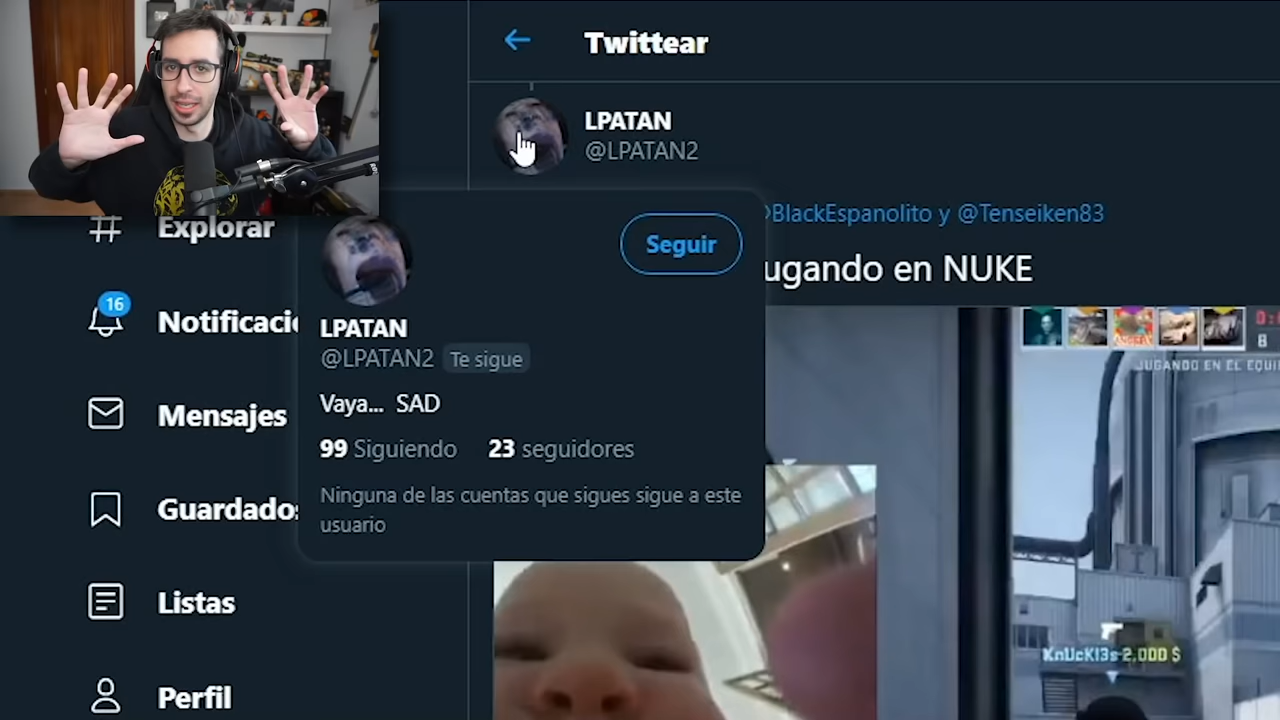 Twittear
LPATAN
@LPATAN2
BlackEspanolito y @Tenseiken83
ugando en NUKE
Explorar
16
Notificacio
Mensajes
Guardados
Listas
Perfil
Seguir
LPATAN
@LPATAN2 Te sigue
Vaya... SAD
99 Siguiendo 23 seguidores
Ninguna de las cuentas que sigues sigue a este
usuario
8
JUGANDO EN EL EQUI
KnUcKl3s 2,000 $